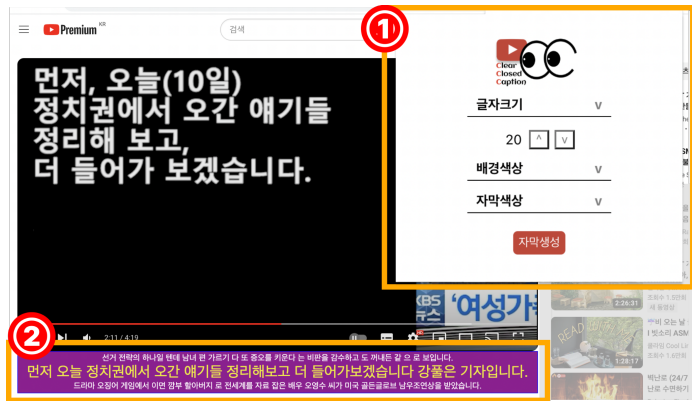 Premium KR
검색
①
Clear
Closed
Caption
글자크기 v
20 ^ v
배경색상 v
자막색상 v
자막생성
먼저, 오늘(10일)
정치권에서 오간 얘기들
정리해 보고,
더 들어가 보겠습니다.
KBS
뉴스
'여성가
②
2:11/4:19
2:26:31
1:28:17
READ
선거 전략의 하나일 텐데 남녀 편 가르기 다 또 증오를 키운다 는 비판을 감수하고 도 꺼내든 같 으 로 보입니다.
먼저 오늘 정치권에서 오간 얘기들 정리해보고 더 들어가보겠습니다 강풀은 기자입니다.
드라마 오징어 게임에서 이면 깜부 할아버지 로 전세계를 자료 잡은 배우 오영수 씨가 미국 골든글로브 남우조연상을 받았습니다.